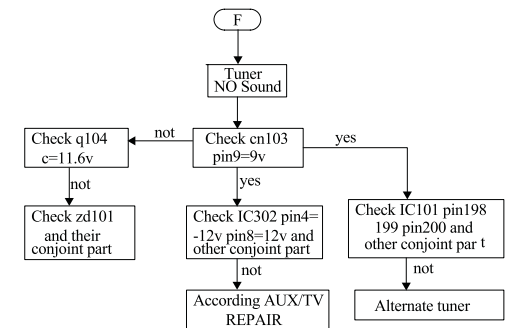 F
Tuner
NO Sound
not
yes
Check q104
c=11.6v
Check cn103
pin9=9v
not
yes
Check zd101
and their
conjoint part
Check IC302 pin4=
-12v pin8=12v and
other conjoint part
Check IC101 pin198
199 pin200 and
other conjoint par t
not
not
According AUX/TV
REPAIR
Alternate tuner